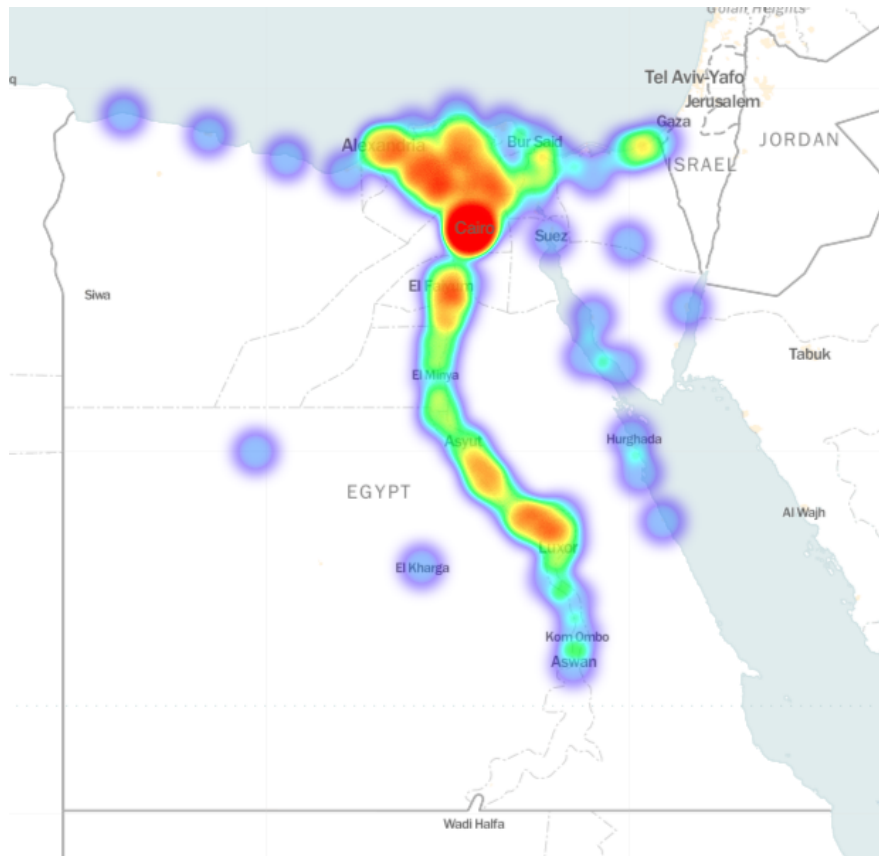 Golan Heights
q
Tel Aviv-Yafo
Jerusalem
Gaza
JORDAN
Alexandria
Bur Said
ISRAEL
Cairo
Suez
El Faiyum
Siwa
Tabuk
El Minya
Asyut
Hurghada
EGYPT
Al Wajh
Luxor
El Kharga
Kom Ombo
Aswan
Wadi Halfa